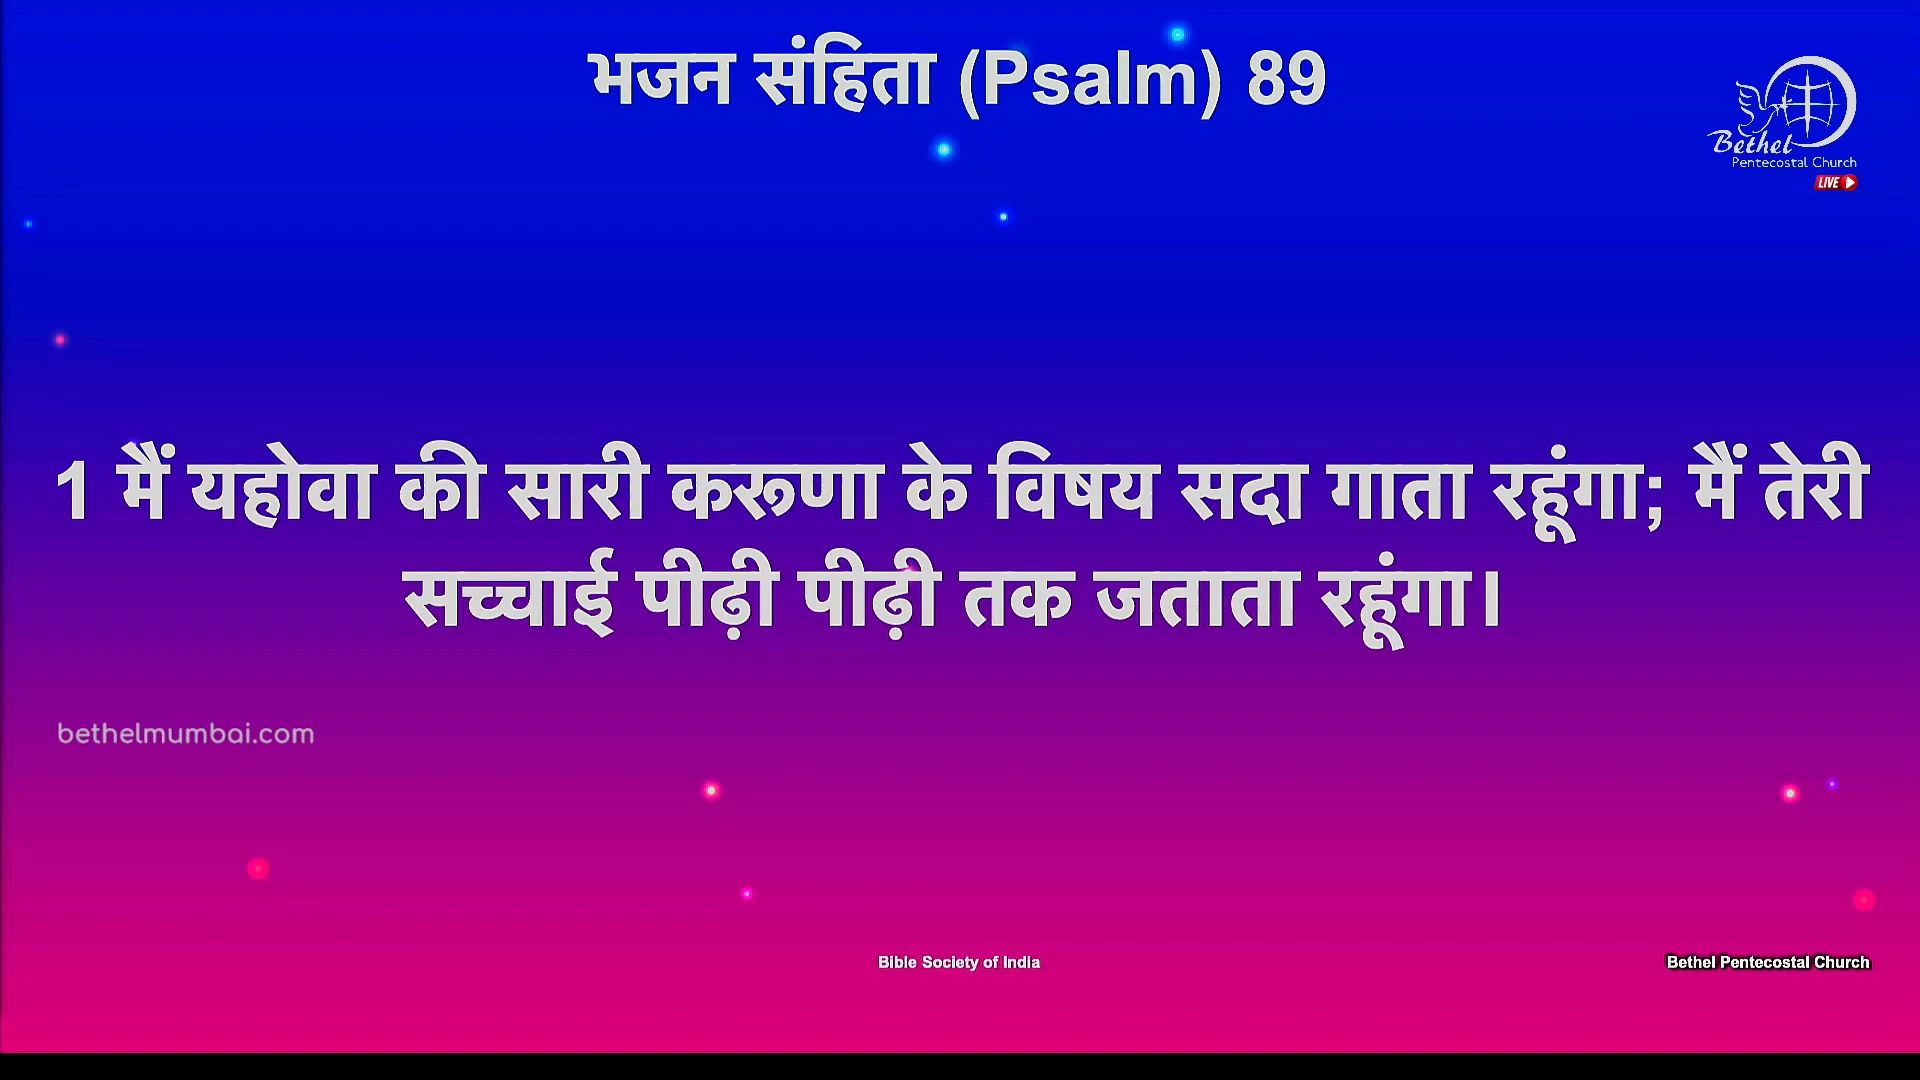 भजन संहिता (Psalm) 89
Bethel
Pentecostal Church
LIVE
1 मैं यहोवा की सारी करूणा के विषय सदा गाता रहूंगा; मैं तेरी
सच्चाई पीढ़ी पीढ़ी तक जताता रहूंगा।
bethelmumbai.com
Bible Society of India
Bethel Pentecostal Church